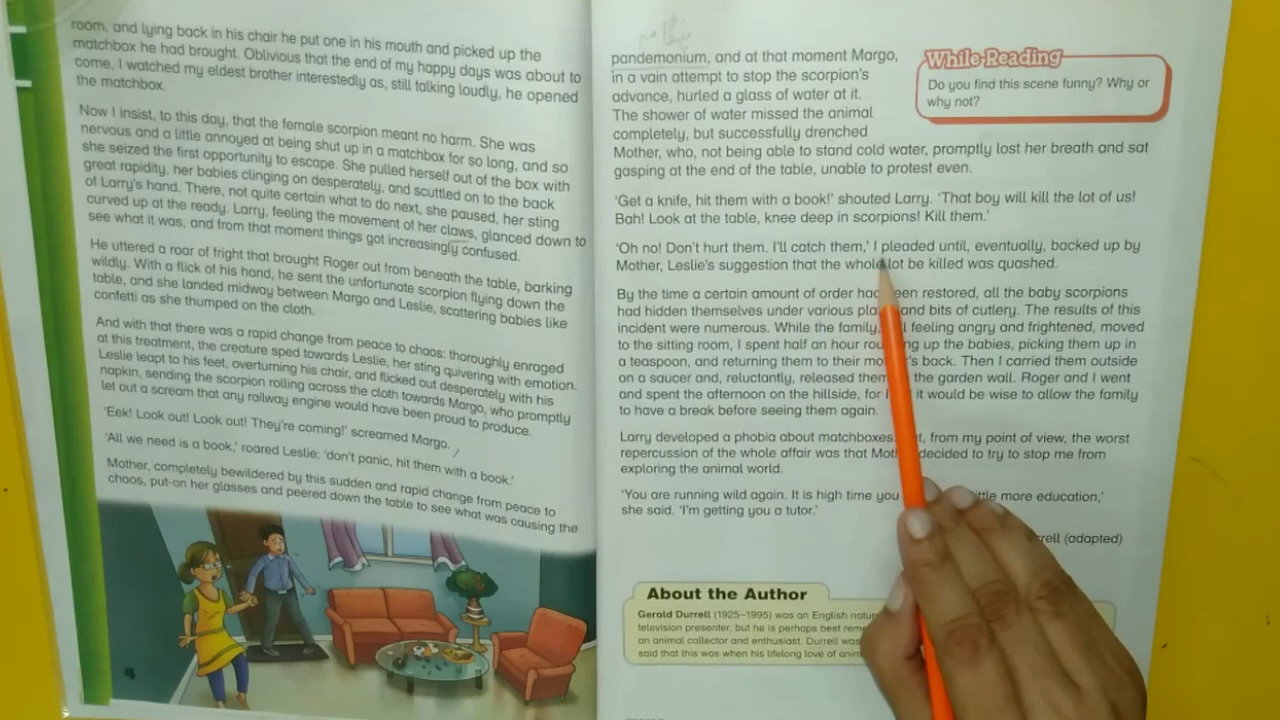 room, and lying back in his chair he put one in his mouth and picked up the
matchbox he had brought. Oblivious that the end of my happy days was about to
come, I watched my eldest brother interestedly as, still talking loudly, he opened
the matchbox.
Now I insist, to this day, that the female scorpion meant no harm. She was
nervous and a little annoyed at being shut up in a matchbox for so long, and so
she seized the first opportunity to escape. She pulled herself out of the box with
great rapidity, her babies clinging on desperately, and scuttled on to the back
of Larry's hand. There, not quite certain what to do next, she paused, her sting
curved up at the ready. Larry, feeling the movement of her claws, glanced down to
see what it was, and from that moment things got increasingly confused.
He uttered a roar of fright that brought Roger out from beneath the table, barking
wildly. With a flick of his hand, he sent the unfortunate scorpion flying down the
table, and she landed midway between Margo and Leslie, scattering babies like
confetti as she thumped on the cloth.
And with that there was a rapid change from peace to chaos: thoroughly enraged
at this treatment, the creature sped towards Leslie, her sting quivering with emotion.
Leslie leapt to his feet, overturning his chair, and flicked out desperately with his
napkin, sending the scorpion rolling across the cloth towards Margo, who promptly
let out a scream that any railway engine would have been proud to produce.
'Eek! Look out! Look out! They're coming!' screamed Margo.
'All we need is a book,' roared Leslie; 'don't panic, hit them with a book.'
Mother, completely bewildered by this sudden and rapid change from peace to
chaos, put-on her glasses and peered down the table to see what was causing the
4
pandemonium, and at that moment Margo,
in a vain attempt to stop the scorpion's
advance, hurled a glass of water at it.
The shower of water missed the animal
completely, but successfully drenched
Mother, who, not being able to stand cold water, promptly lost her breath and sat
gasping at the end of the table, unable to protest even.
While-Reading
Do you find this scene funny? Why or
why not?
'Get a knife, hit them with a book!' shouted Larry. 'That boy will kill the lot of us!
Bah! Look at the table, knee deep in scorpions! Kill them.'
'Oh no! Don't hurt them. I'll catch them,' I pleaded until, eventually, backed up by
Mother, Leslie's suggestion that the whole lot be killed was quashed.
By the time a certain amount of order had been restored, all the baby scorpions
had hidden themselves under various and bits of cutlery. The results of this
incident were numerous. While the family, feeling angry and frightened, moved
to the sitting room, I spent half an hour up the babies, picking them up in
a teaspoon, and returning them to their back. Then I carried them outside
on a saucer and, reluctantly, released them the garden wall. Roger and I went
and spent the afternoon on the hillside, for it would be wise to allow the family
to have a break before seeing them again.
Larry developed a phobia about matchboxes. from my point of view, the worst
repercussion of the whole affair was that decided to try to stop me from
exploring the animal world.
'You are running wild again. It is high time you more education,'
she said. 'I'm getting you a tutor.'
(adapted)
About the Author
Gerald Durrell (1925–1995) was an English
television presenter, but he is perhaps best
an animal collector and enthusiast. Durrell was
said that this was when his lifelong love of